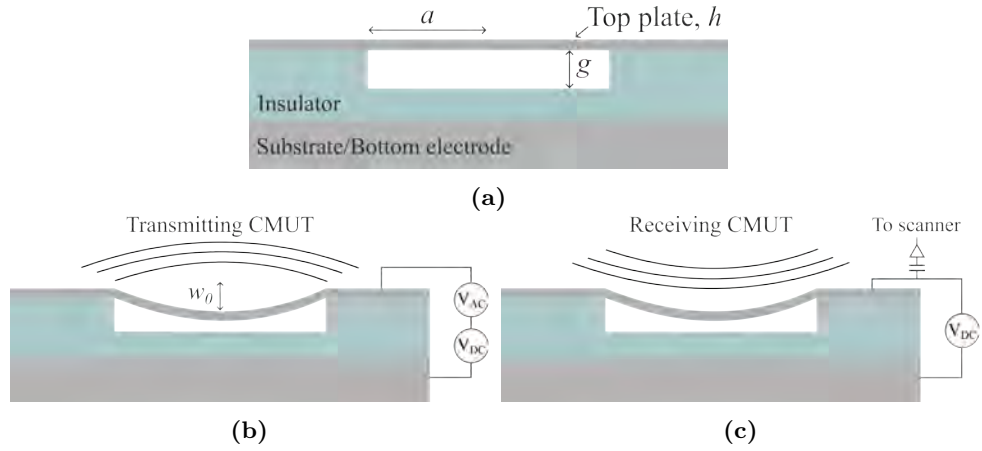 a
Top plate, h
g
Insulator
Substrate/Bottom electrode
(a)
Transmitting CMUT
w0
VAC
VDC
(b)
Receiving CMUT
To scanner
VDC
(c)